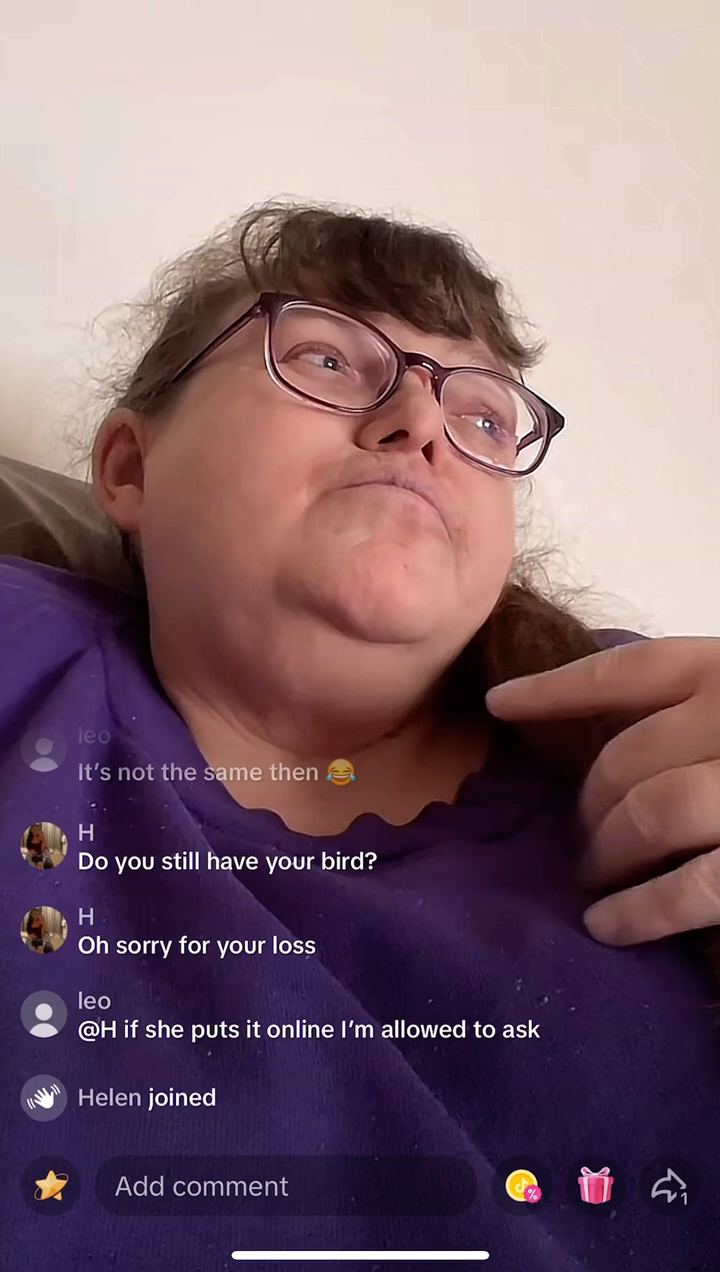 leo
It's not the same then 😂
H
Do you still have your bird?
H
Oh sorry for your loss
leo
@H if she puts it online I'm allowed to ask
Helen joined
Add comment
1